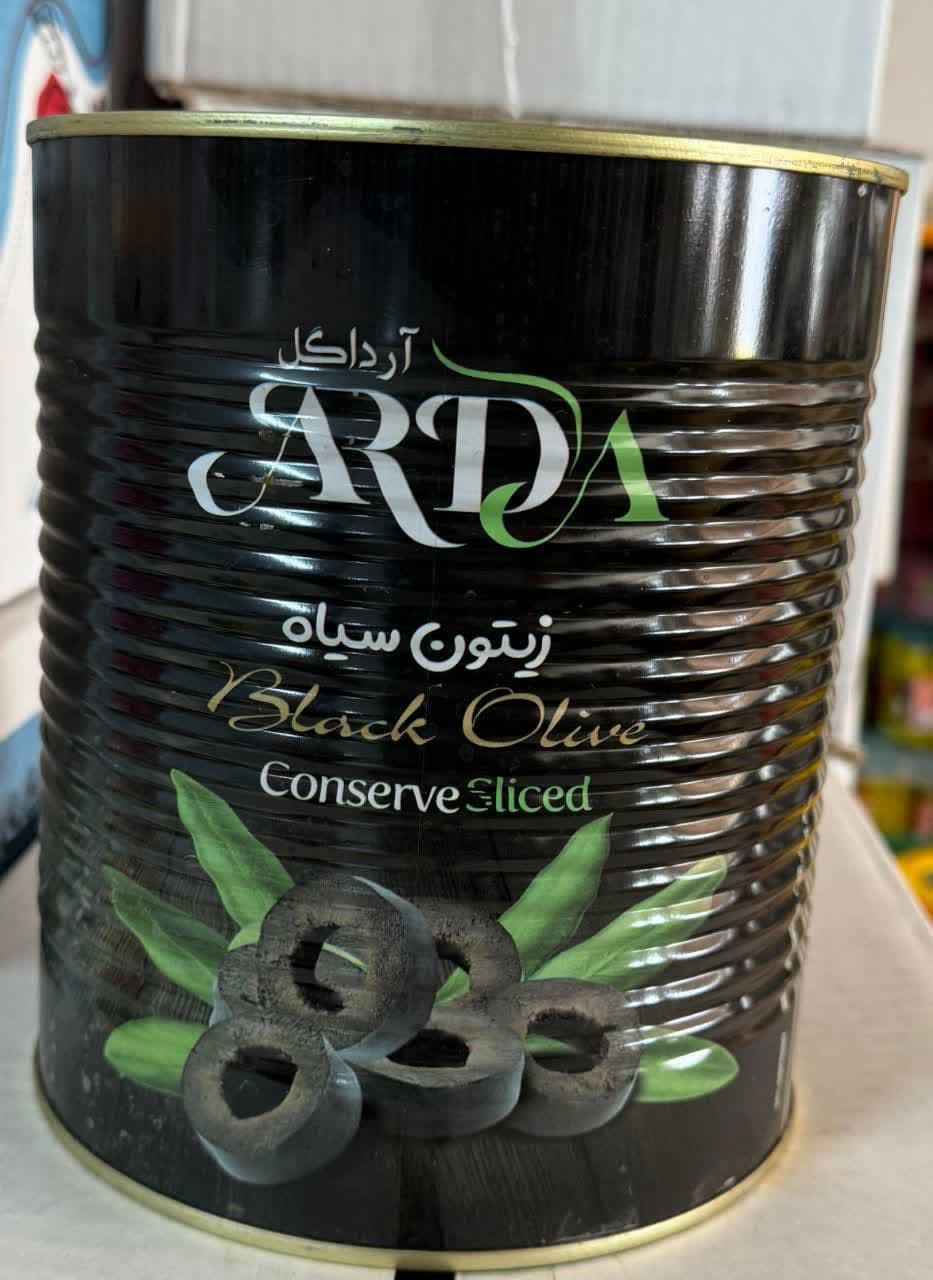 آرداگل
ARDA
زیتون سیاه
Black Olive
Conserve Sliced